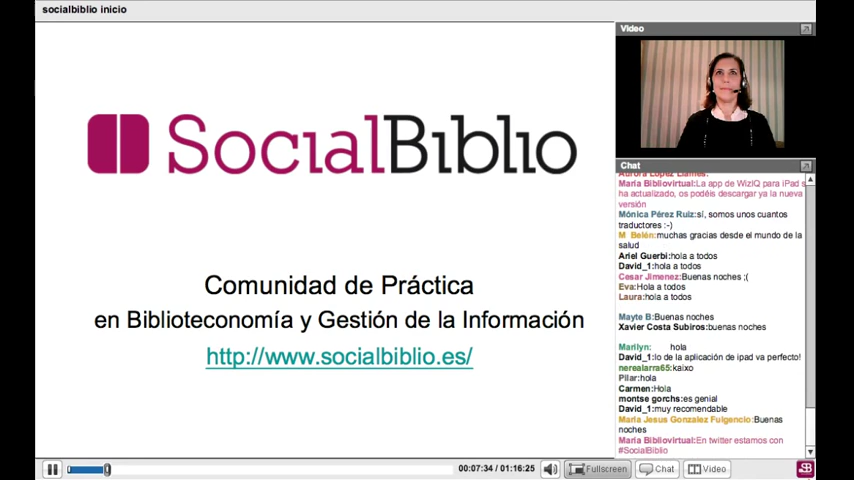 socialbiblio inicio
SocialBiblio
Comunidad de Práctica
en Biblioteconomía y Gestión de la Información
http://www.socialbiblio.es/
Video
Chat
Aurora López Llames:
María Bibliovirtual:La app de WizIQ para iPad s
ha actualizado, os podéis descargar ya la nueva
versión
Mónica Pérez Ruiz:sí, somos unos cuantos
traductores :-)
M Belén:muchas gracias desde el mundo de la
salud
Ariel Guerbi:hola a todos
David_1:hola a todos
Cesar Jimenez:Buenas noches ;(
Eva:Hola a todos
Laura:hola a todos
Mayte B:Buenas noches
Xavier Costa Subiros:buenas noches
Marilyn: hola
David_1:lo de la aplicación de ipad va perfecto!
nerealarra65:kaixo
Pilar:hola
Carmen:Hola
montse gorchs:es genial
David_1:muy recomendable
Maria Jesus Gonzalez Fulgencio:Buenas
noches
María Bibliovirtual:En twitter estamos con
#SocialBiblio
00:07:34 / 01:16:25
Fullscreen
Chat
Video
SB